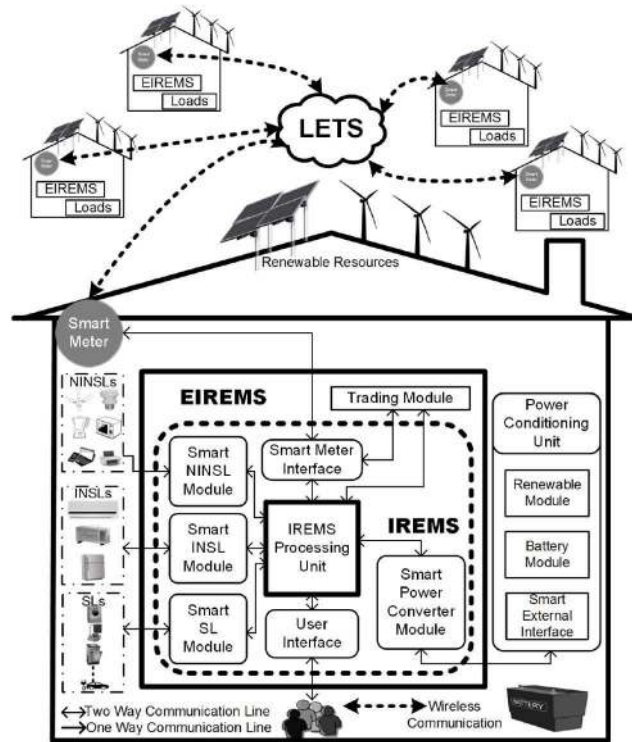 EIREMS
Loads
EIREMS
Loads
LETS
EIREMS
Loads
EIREMS
Loads
Renewable Resources
Smart
Meter
NINSLs
INSLs
SLs
EIREMS
Trading Module
Smart
NINSL
Module
Smart Meter
Interface
Smart
INSL
Module
IREMS
Processing
Unit
IREMS
Smart
SL
Module
User
Interface
Smart
Power
Converter
Module
Power
Conditioning
Unit
Renewable
Module
Battery
Module
Smart
External
Interface
Two Way Communication Line
One Way Communication Line
Wireless
Communication
BATTERY